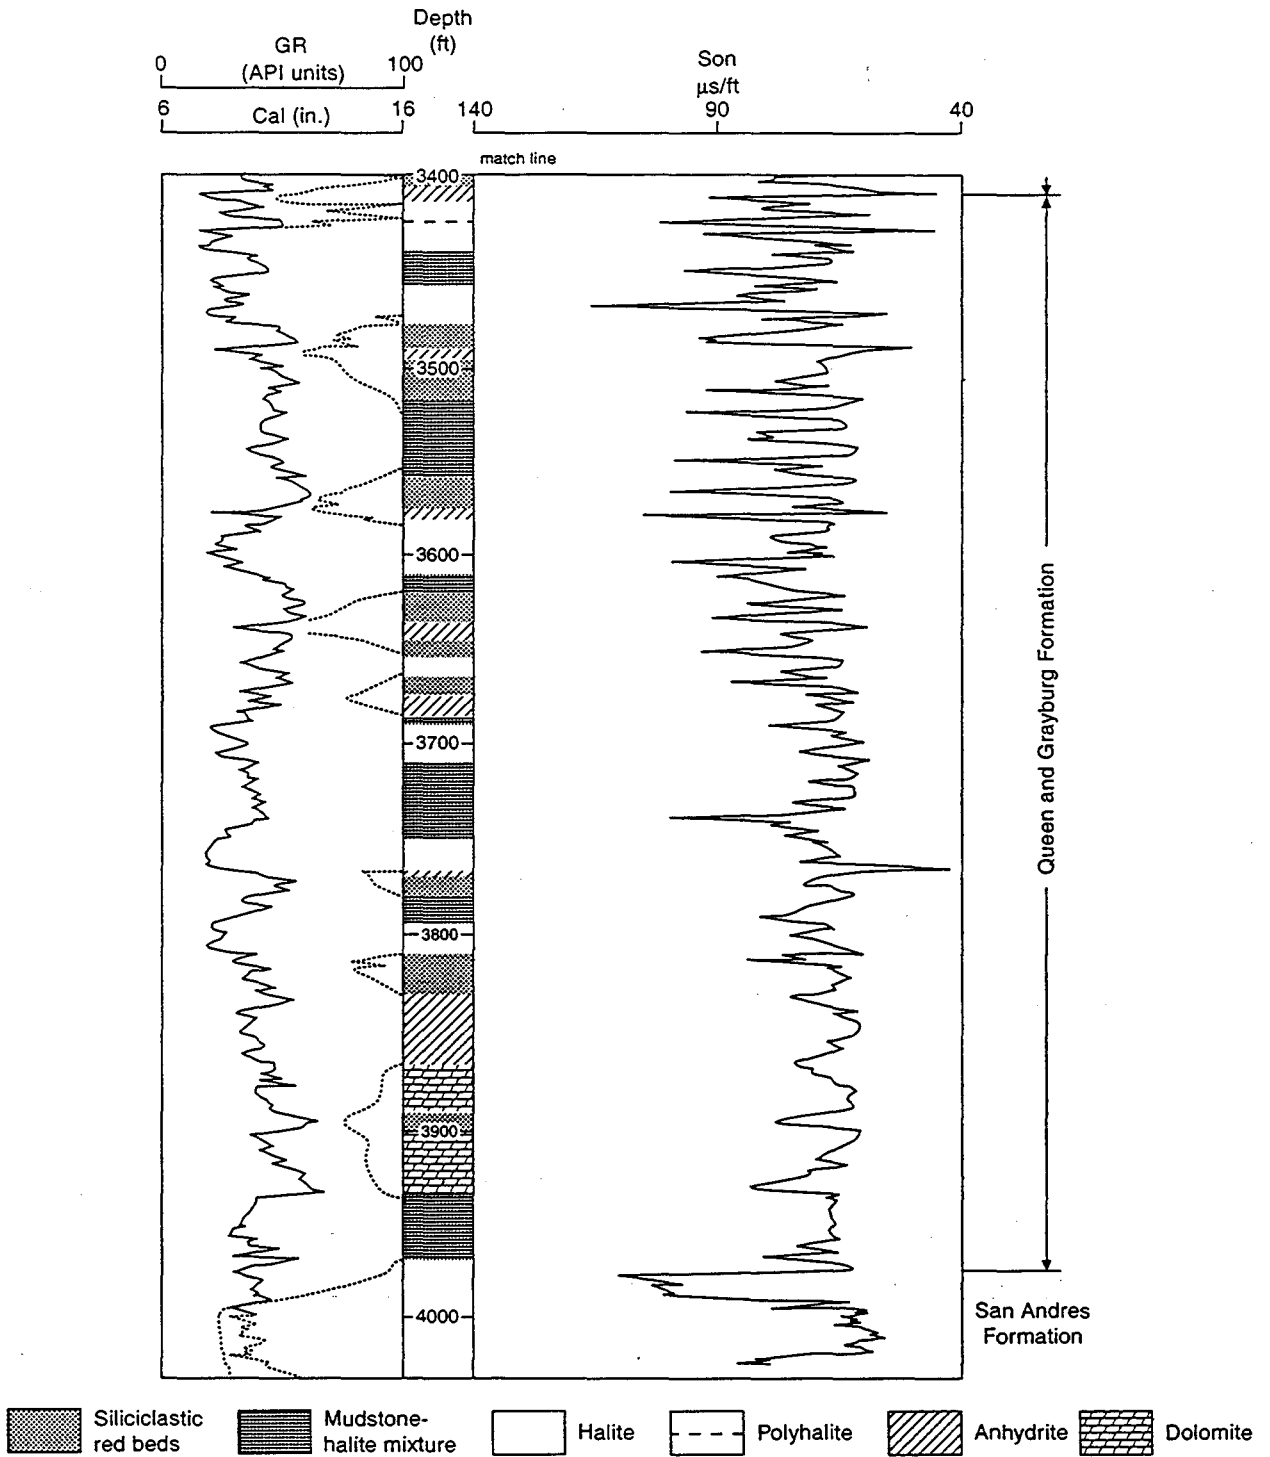 Depth
(ft)
GR
(API units)
0
100
Son
µs/ft
6
Cal (in.)
16
140
90
40
match line
3400
3500
3600
3700
3800
3900
4000
Queen and Grayburg Formation
San Andres
Formation
Siliciclastic
red beds
Mudstone-
halite mixture
Halite
Polyhalite
Anhydrite
Dolomite